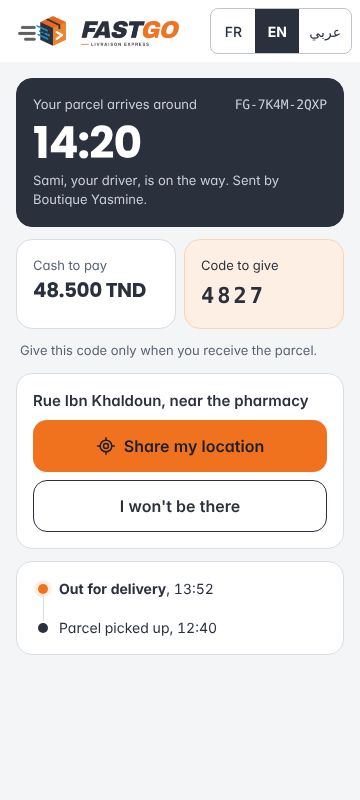 FASTGO
LIVRAISON EXPRESS
FR
EN
عربي
Your parcel arrives around
FG-7K4M-2QXP
14:20
Sami, your driver, is on the way. Sent by
Boutique Yasmine.
Cash to pay
48.500 TND
Code to give
4827
Give this code only when you receive the parcel.
Rue Ibn Khaldoun, near the pharmacy
Share my location
I won't be there
Out for delivery, 13:52
Parcel picked up, 12:40